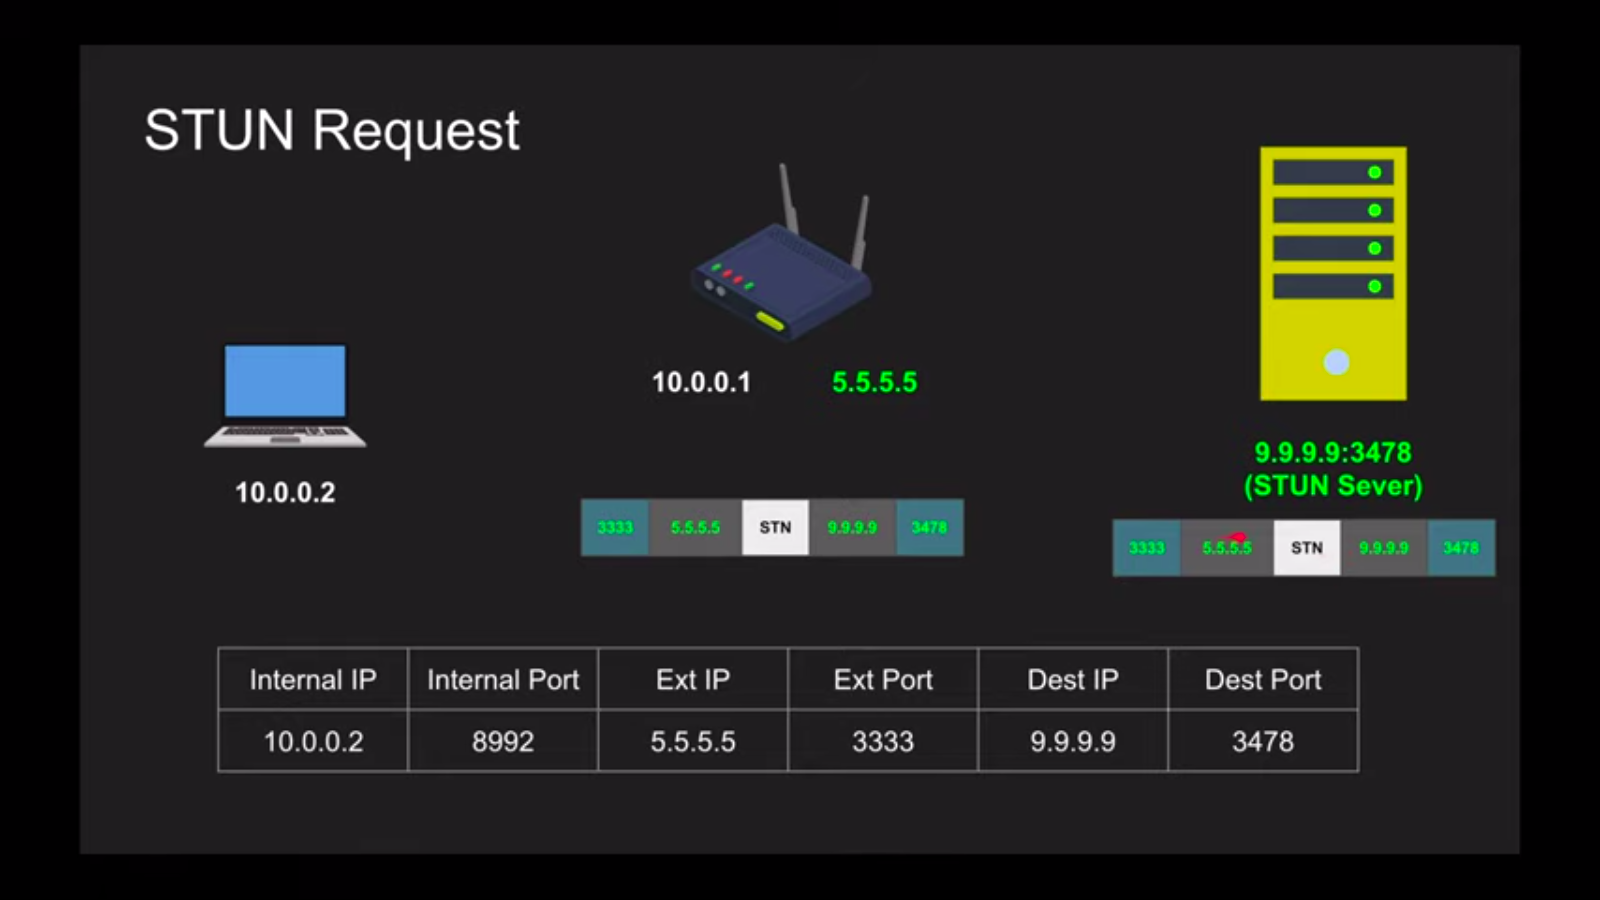 STUN Request
10.0.0.1 5.5.5.5
9.9.9.9:3478
(STUN Sever)
10.0.0.2
3333 5.5.5.5 STN 9.9.9.9 3478
3333 5.5.5.5 STN 9.9.9.9 3478
Internal IP Internal Port Ext IP Ext Port Dest IP Dest Port
10.0.0.2 8992 5.5.5.5 3333 9.9.9.9 3478